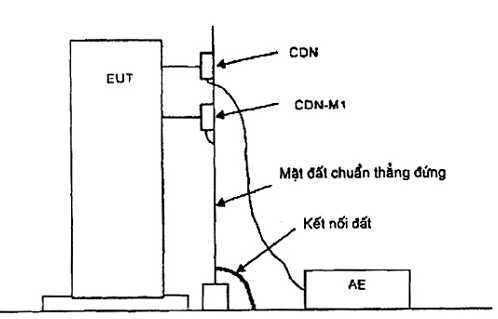 CDN
EUT
CDN-M1
Mặt đất chuẩn thẳng đứng
Kết nối đất
AE